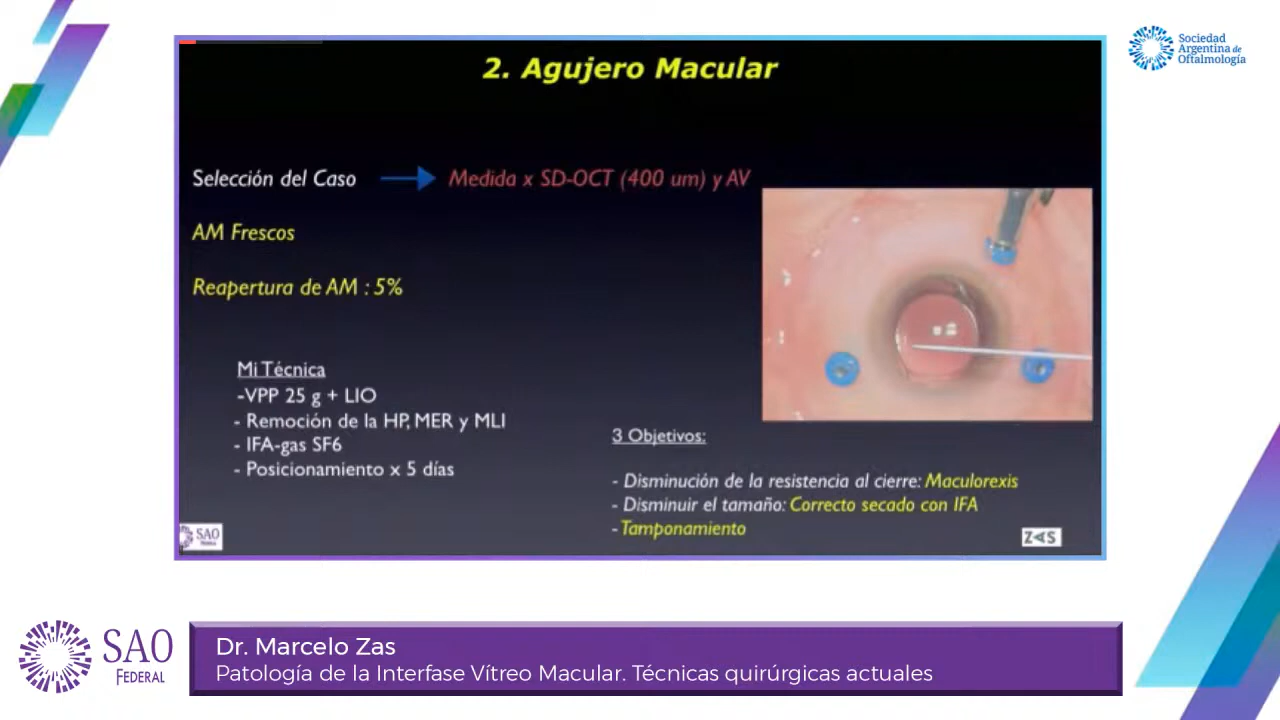 Sociedad
Argentina de
Oftalmología
2. Agujero Macular
Selección del Caso
Medida x SD-OCT (400 um) y AV
AM Frescos
Reapertura de AM : 5%
Mi Técnica
-VPP 25 g + LIO
- Remoción de la HP, MER y MLI
- IFA-gas SF6
- Posicionamiento x 5 días
3 Objetivos:
- Disminución de la resistencia al cierre: Maculorexis
- Disminuir el tamaño: Correcto secado con IFA
- Tamponamiento
SAO
ZAS
SAO
FEDERAL
Dr. Marcelo Zas
Patología de la Interfase Vítreo Macular. Técnicas quirúrgicas actuales